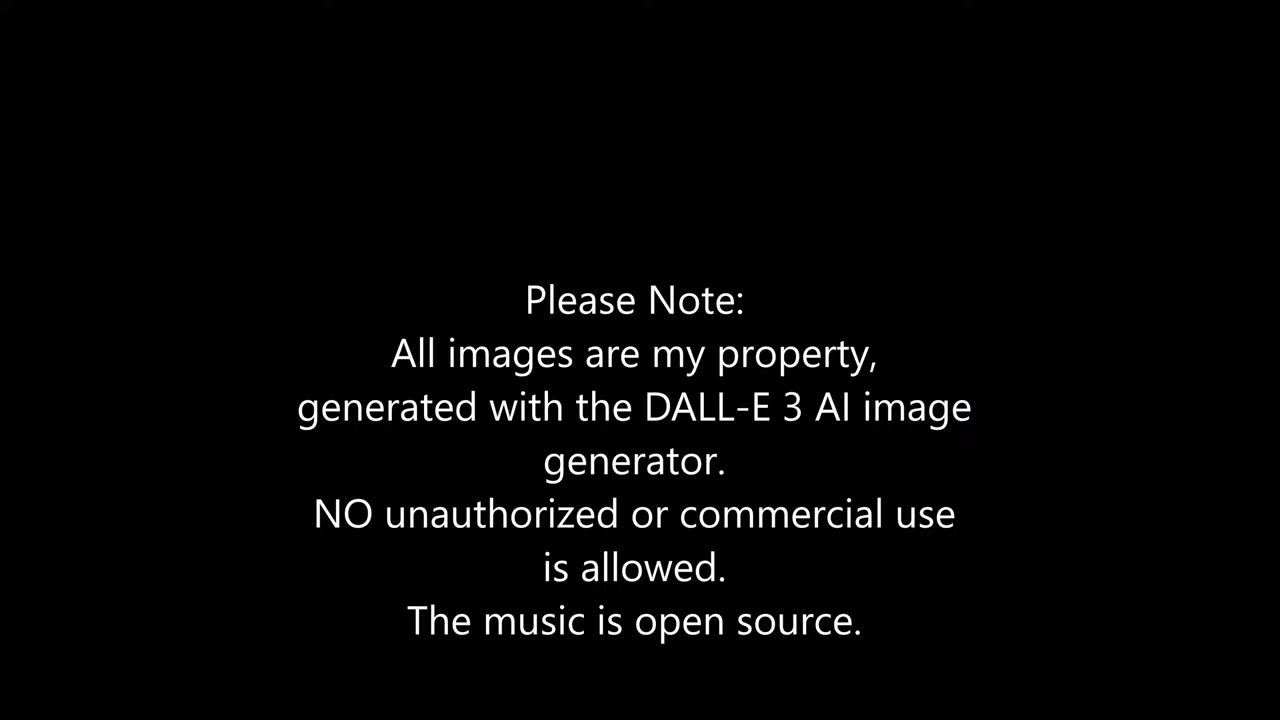 Please Note:
All images are my property,
generated with the DALL-E 3 AI image
generator.
NO unauthorized or commercial use
is allowed.
The music is open source.